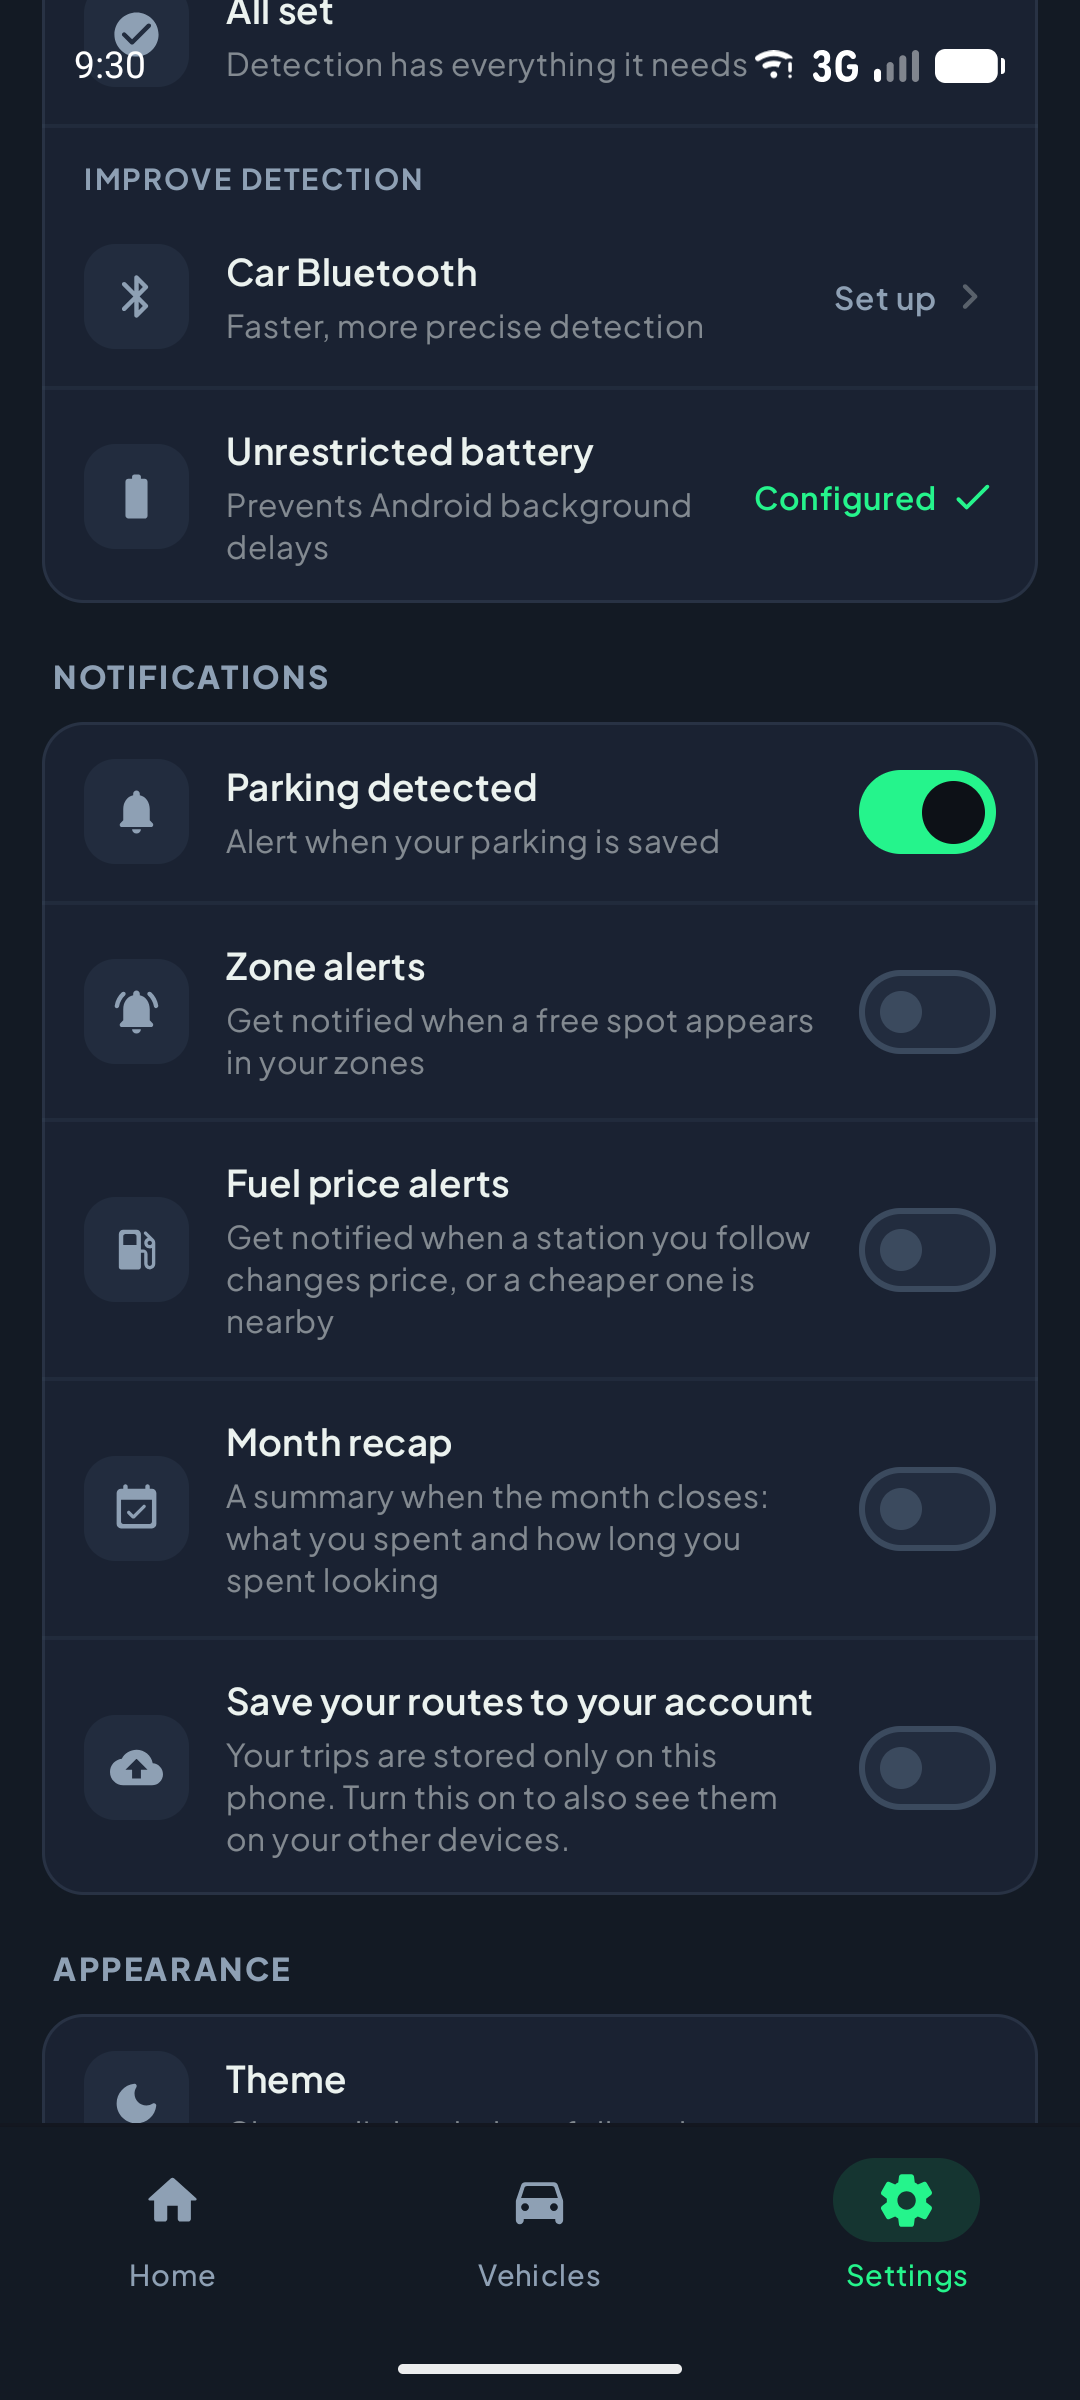 All set
9:30
Detection has everything it needs
3G
IMPROVE DETECTION
Car Bluetooth
Faster, more precise detection
Set up
Unrestricted battery
Prevents Android background
delays
Configured
NOTIFICATIONS
Parking detected
Alert when your parking is saved
Zone alerts
Get notified when a free spot appears
in your zones
Fuel price alerts
Get notified when a station you follow
changes price, or a cheaper one is
nearby
Month recap
A summary when the month closes:
what you spent and how long you
spent looking
Save your routes to your account
Your trips are stored only on this
phone. Turn this on to also see them
on your other devices.
APPEARANCE
Theme
Home
Vehicles
Settings